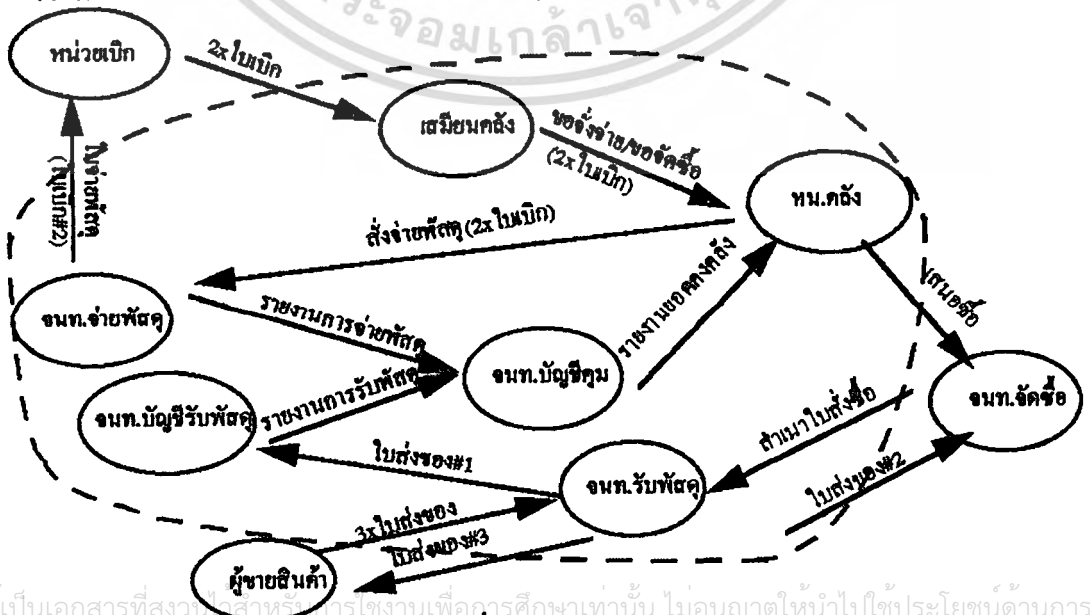 ระจอมเกล้าเจ้าคุ
หน่วยเบิก
2xใบเบิก
เสมียนคลัง
ขอจั่งจ่าย/ขอจัดซื้อ
(2xใบเบิก)
หน.คลัง
ใบจ่ายพัสดุ
(ใบเบิก#2)
สั่งจ่ายพัสดุ(2xใบเบิก)
เสนอซื้อ
จนท.จ่ายพัสดุ
รายงานการจ่ายพัสดุ
รายงานยอดคงคลัง
จนท.บัญชีคุม
จนท.จัดซื้อ
จนท.บัญชีรับพัสดุ
รายงานการรับพัสดุ
สำเนาใบสั่งซื้อ
ใบส่งของ#1
จนท.รับพัสดุ
ใบส่งของ#2
3xใบส่งของ
ใบส่งของ#3
ผู้ขายสินค้า
เป็นเอกสารที่สงวนไว้สำหรับการใช้งานเพื่อการศึกษาเท่านั้น ไม่อนุญาตให้นำไปใช้ประโยชน์ด้านการ